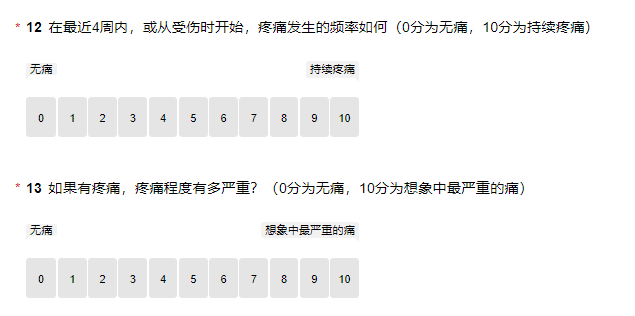 * 12 在最近4周内，或从受伤时开始，疼痛发生的频率如何（0分为无痛，10分为持续疼痛）
无痛 持续疼痛
0 1 2 3 4 5 6 7 8 9 10
* 13 如果有疼痛，疼痛程度有多严重？（0分为无痛，10分为想象中最严重的痛）
无痛 想象中最严重的痛
0 1 2 3 4 5 6 7 8 9 10